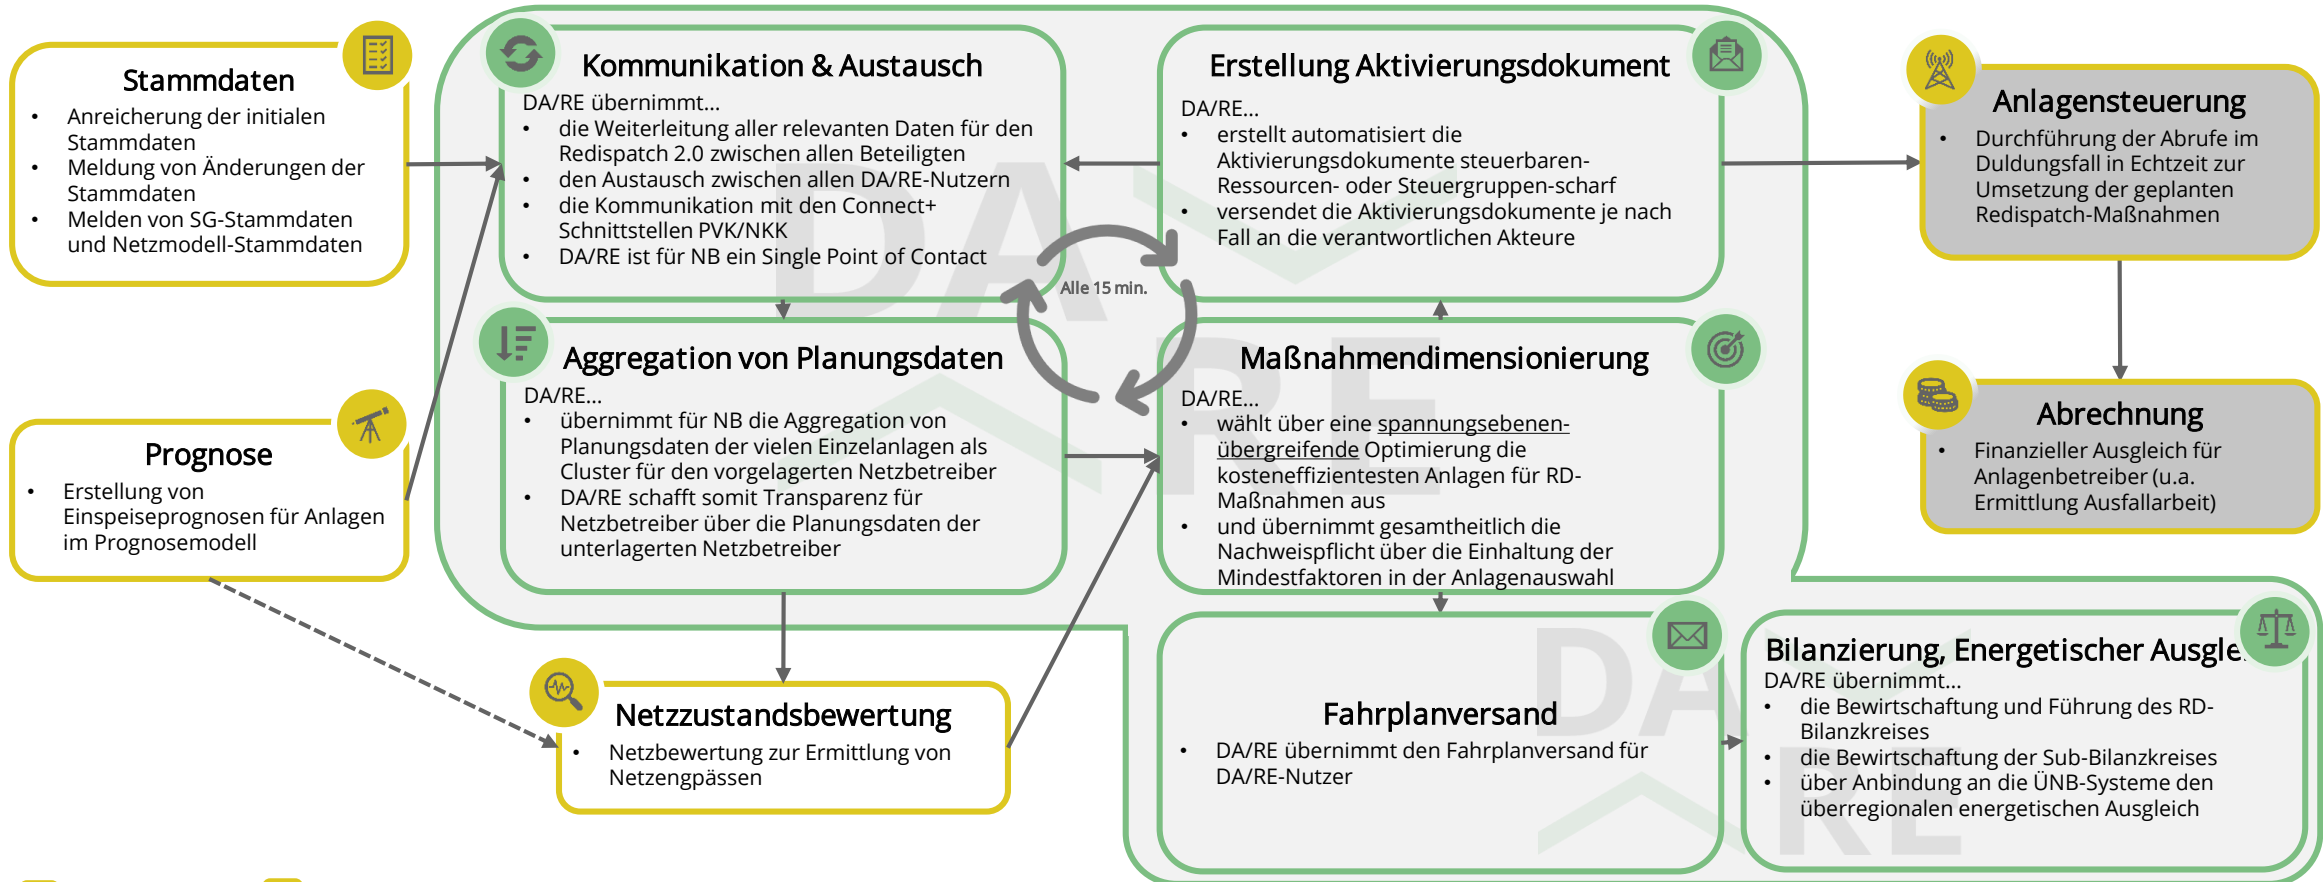 Stammdaten
• Anreicherung der initialen
Stammdaten
• Meldung von Änderungen der
Stammdaten
• Melden von SG-Stammdaten
und Netzmodell-Stammdaten
Prognose
• Erstellung von
Einspeiseprognosen für Anlagen
im Prognosemodell
Kommunikation & Austausch
DA/RE übernimmt...
• die Weiterleitung aller relevanten Daten für den
Redispatch 2.0 zwischen allen Beteiligten
• den Austausch zwischen allen DA/RE-Nutzern
• die Kommunikation mit den Connect+
Schnittstellen PVK/NKK
• DA/RE ist für NB ein Single Point of Contact
Aggregation von Planungsdaten
DA/RE...
• übernimmt für NB die Aggregation von
Planungsdaten der vielen Einzelanlagen als
Cluster für den vorgelagerten Netzbetreiber
• DA/RE schafft somit Transparenz für
Netzbetreiber über die Planungsdaten der
unterlagerten Netzbetreiber
Netzzustandsbewertung
• Netzbewertung zur Ermittlung von
Netzengpässen
Alle 15 min.
DA
RE
Erstellung Aktivierungsdokument
DA/RE...
• erstellt automatisiert die
Aktivierungsdokumente steuerbaren-
Ressourcen- oder Steuergruppen-scharf
• versendet die Aktivierungsdokumente je nach
Fall an die verantwortlichen Akteure
Maßnahmendimensionierung
DA/RE...
• wählt über eine spannungsebenen-
übergreifende Optimierung die
kosteneffizientesten Anlagen für RD-
Maßnahmen aus
• und übernimmt gesamtheitlich die
Nachweispflicht über die Einhaltung der
Mindestfaktoren in der Anlagenauswahl
Fahrplanversand
• DA/RE übernimmt den Fahrplanversand für
DA/RE-Nutzer
DA
RE
Bilanzierung, Energetischer Ausgle
DA/RE übernimmt...
• die Bewirtschaftung und Führung des RD-
Bilanzkreises
• die Bewirtschaftung der Sub-Bilanzkreises
• über Anbindung an die ÜNB-Systeme den
überregionalen energetischen Ausgleich
Anlagensteuerung
• Durchführung der Abrufe im
Duldungsfall in Echtzeit zur
Umsetzung der geplanten
Redispatch-Maßnahmen
Abrechnung
• Finanzieller Ausgleich für
Anlagenbetreiber (u.a.
Ermittlung Ausfallarbeit)